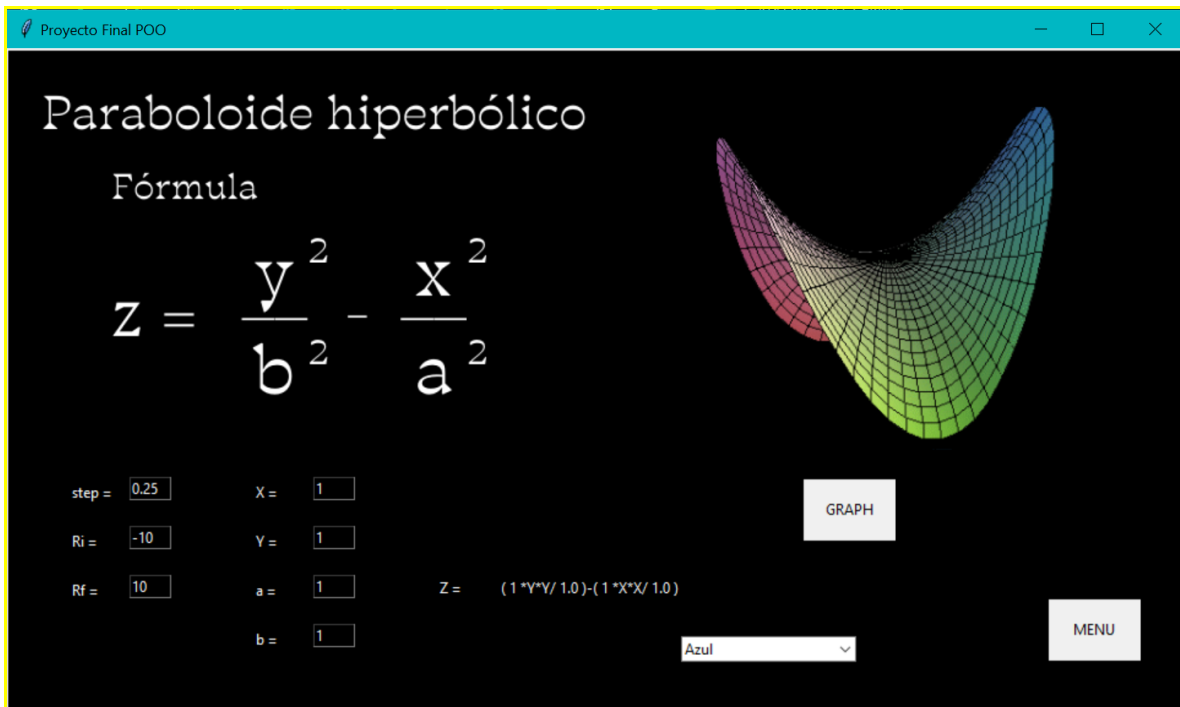 Proyecto Final POO
Paraboloide hiperbólico
Fórmula
z = y² / b² - x² / a²
step = 0.25 X = 1
Ri = -10 Y = 1
Rf = 10 a = 1 Z = ( 1 *Y*Y/ 1.0 )-( 1 *X*X/ 1.0 )
b = 1
GRAPH
Azul
MENU